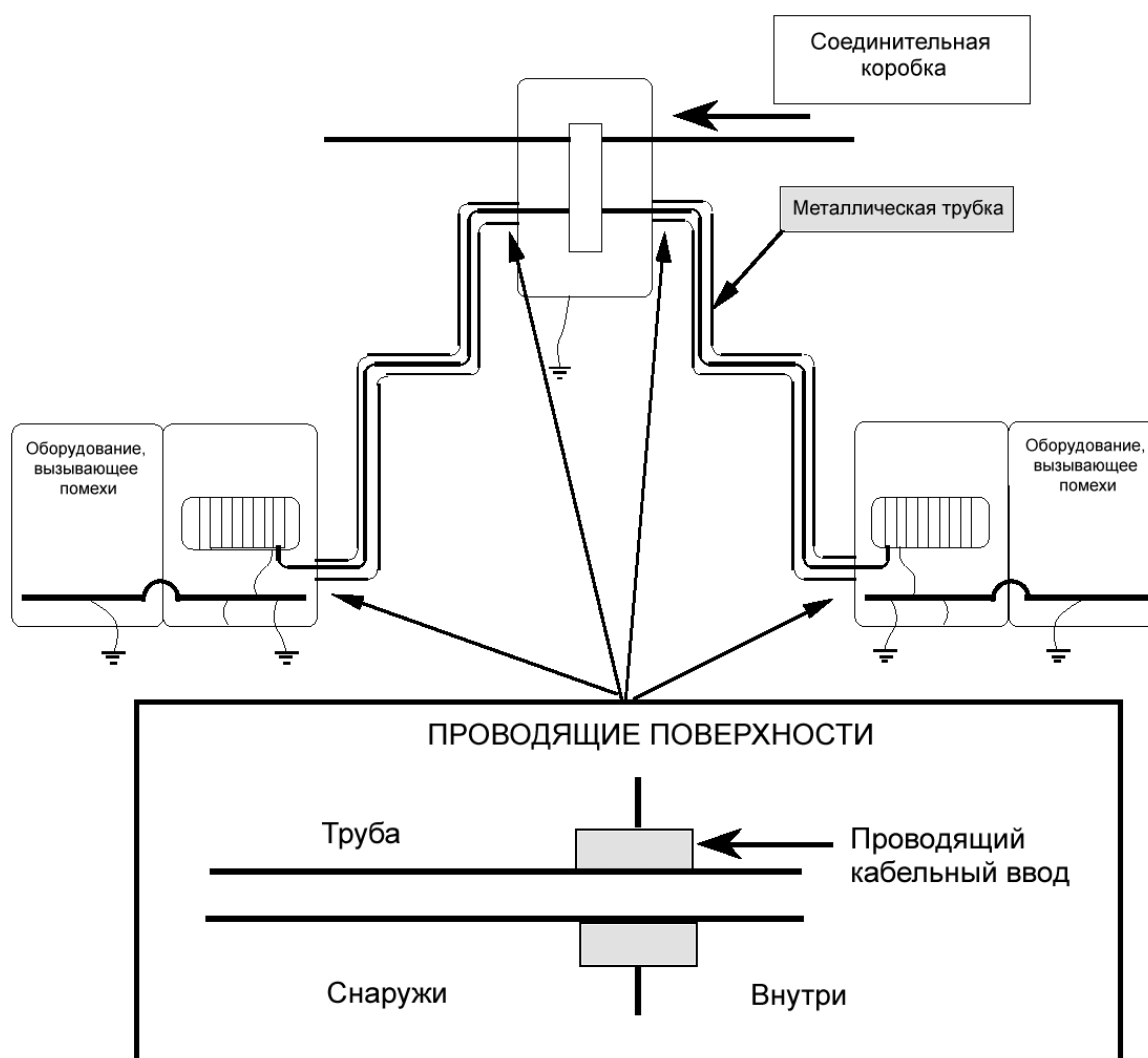 Соединительная
коробка
Металлическая трубка
Оборудование,
вызывающее
помехи
Оборудование,
вызывающее
помехи
ПРОВОДЯЩИЕ ПОВЕРХНОСТИ
Труба
Проводящий
кабельный ввод
Снаружи
Внутри